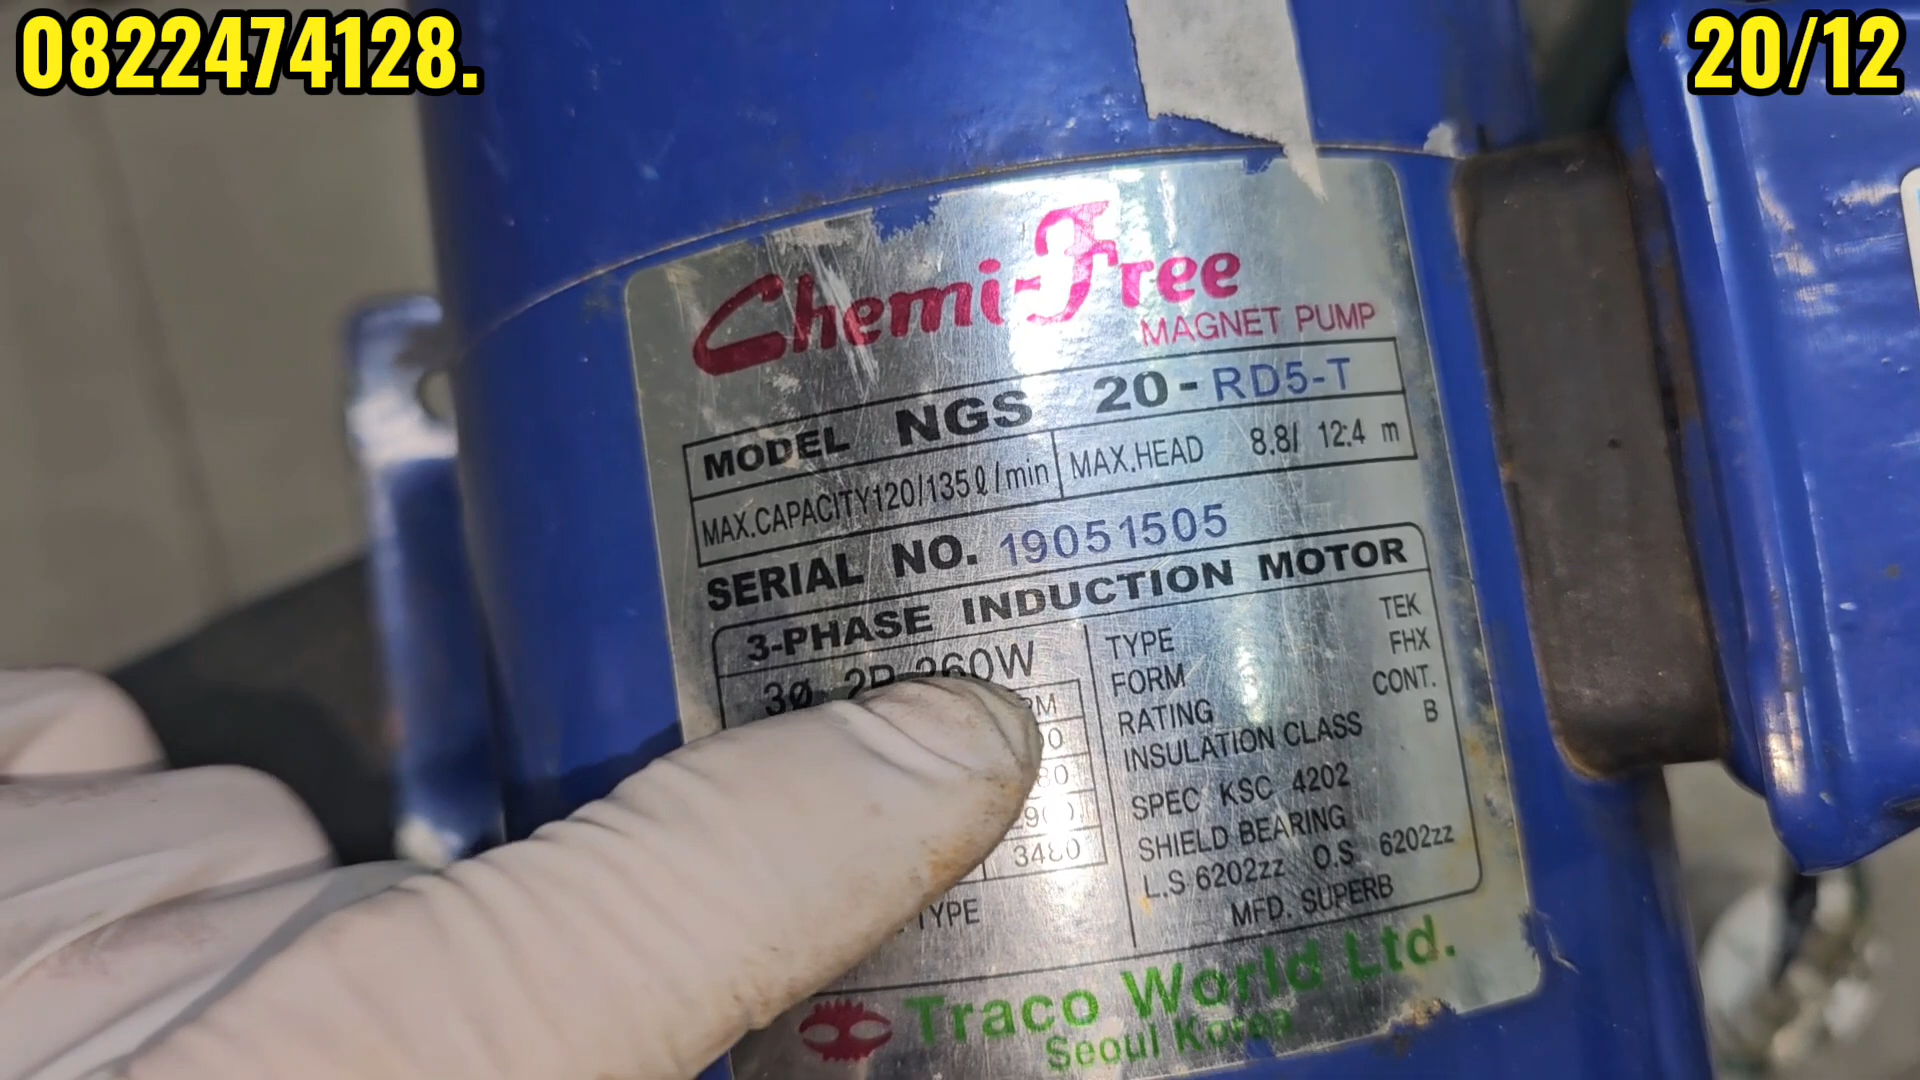 0822474128.
20/12
Chemi-Free
MAGNET PUMP
MODEL NGS 20-RD5-T
MAX.CAPACITY 120/135ℓ/min MAX.HEAD 8.8/ 12.4 m
SERIAL NO. 19051505
3-PHASE INDUCTION MOTOR
3ø 2P 260W
3480
TYPE
TYPE TEK
FORM FHX
RATING CONT.
INSULATION CLASS B
SPEC KSC 4202
SHIELD BEARING
L.S 6202zz O.S 6202zz
MFD. SUPERB
Traco World Ltd.
Seoul Korea